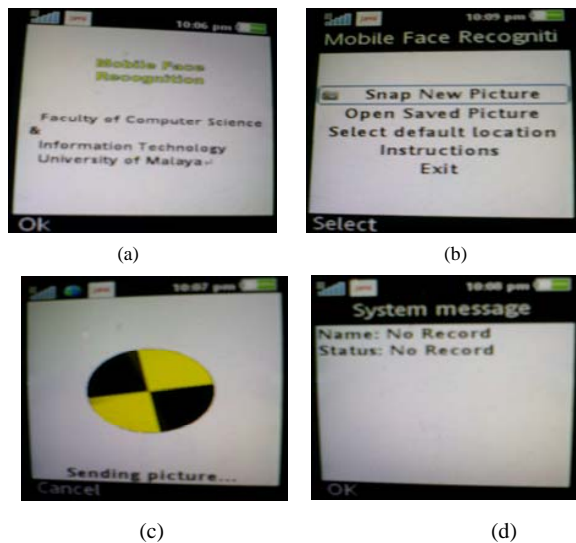 10:06 pm
Mobile Face
Recognition
Faculty of Computer Science
&
Information Technology
University of Malaya
Ok
(a)
10:09 pm
Mobile Face Recogniti
Snap New Picture
Open Saved Picture
Select default location
Instructions
Exit
Select
(b)
10:07 pm
Sending picture...
Cancel
(c)
10:08 pm
System message
Name: No Record
Status: No Record
OK
(d)